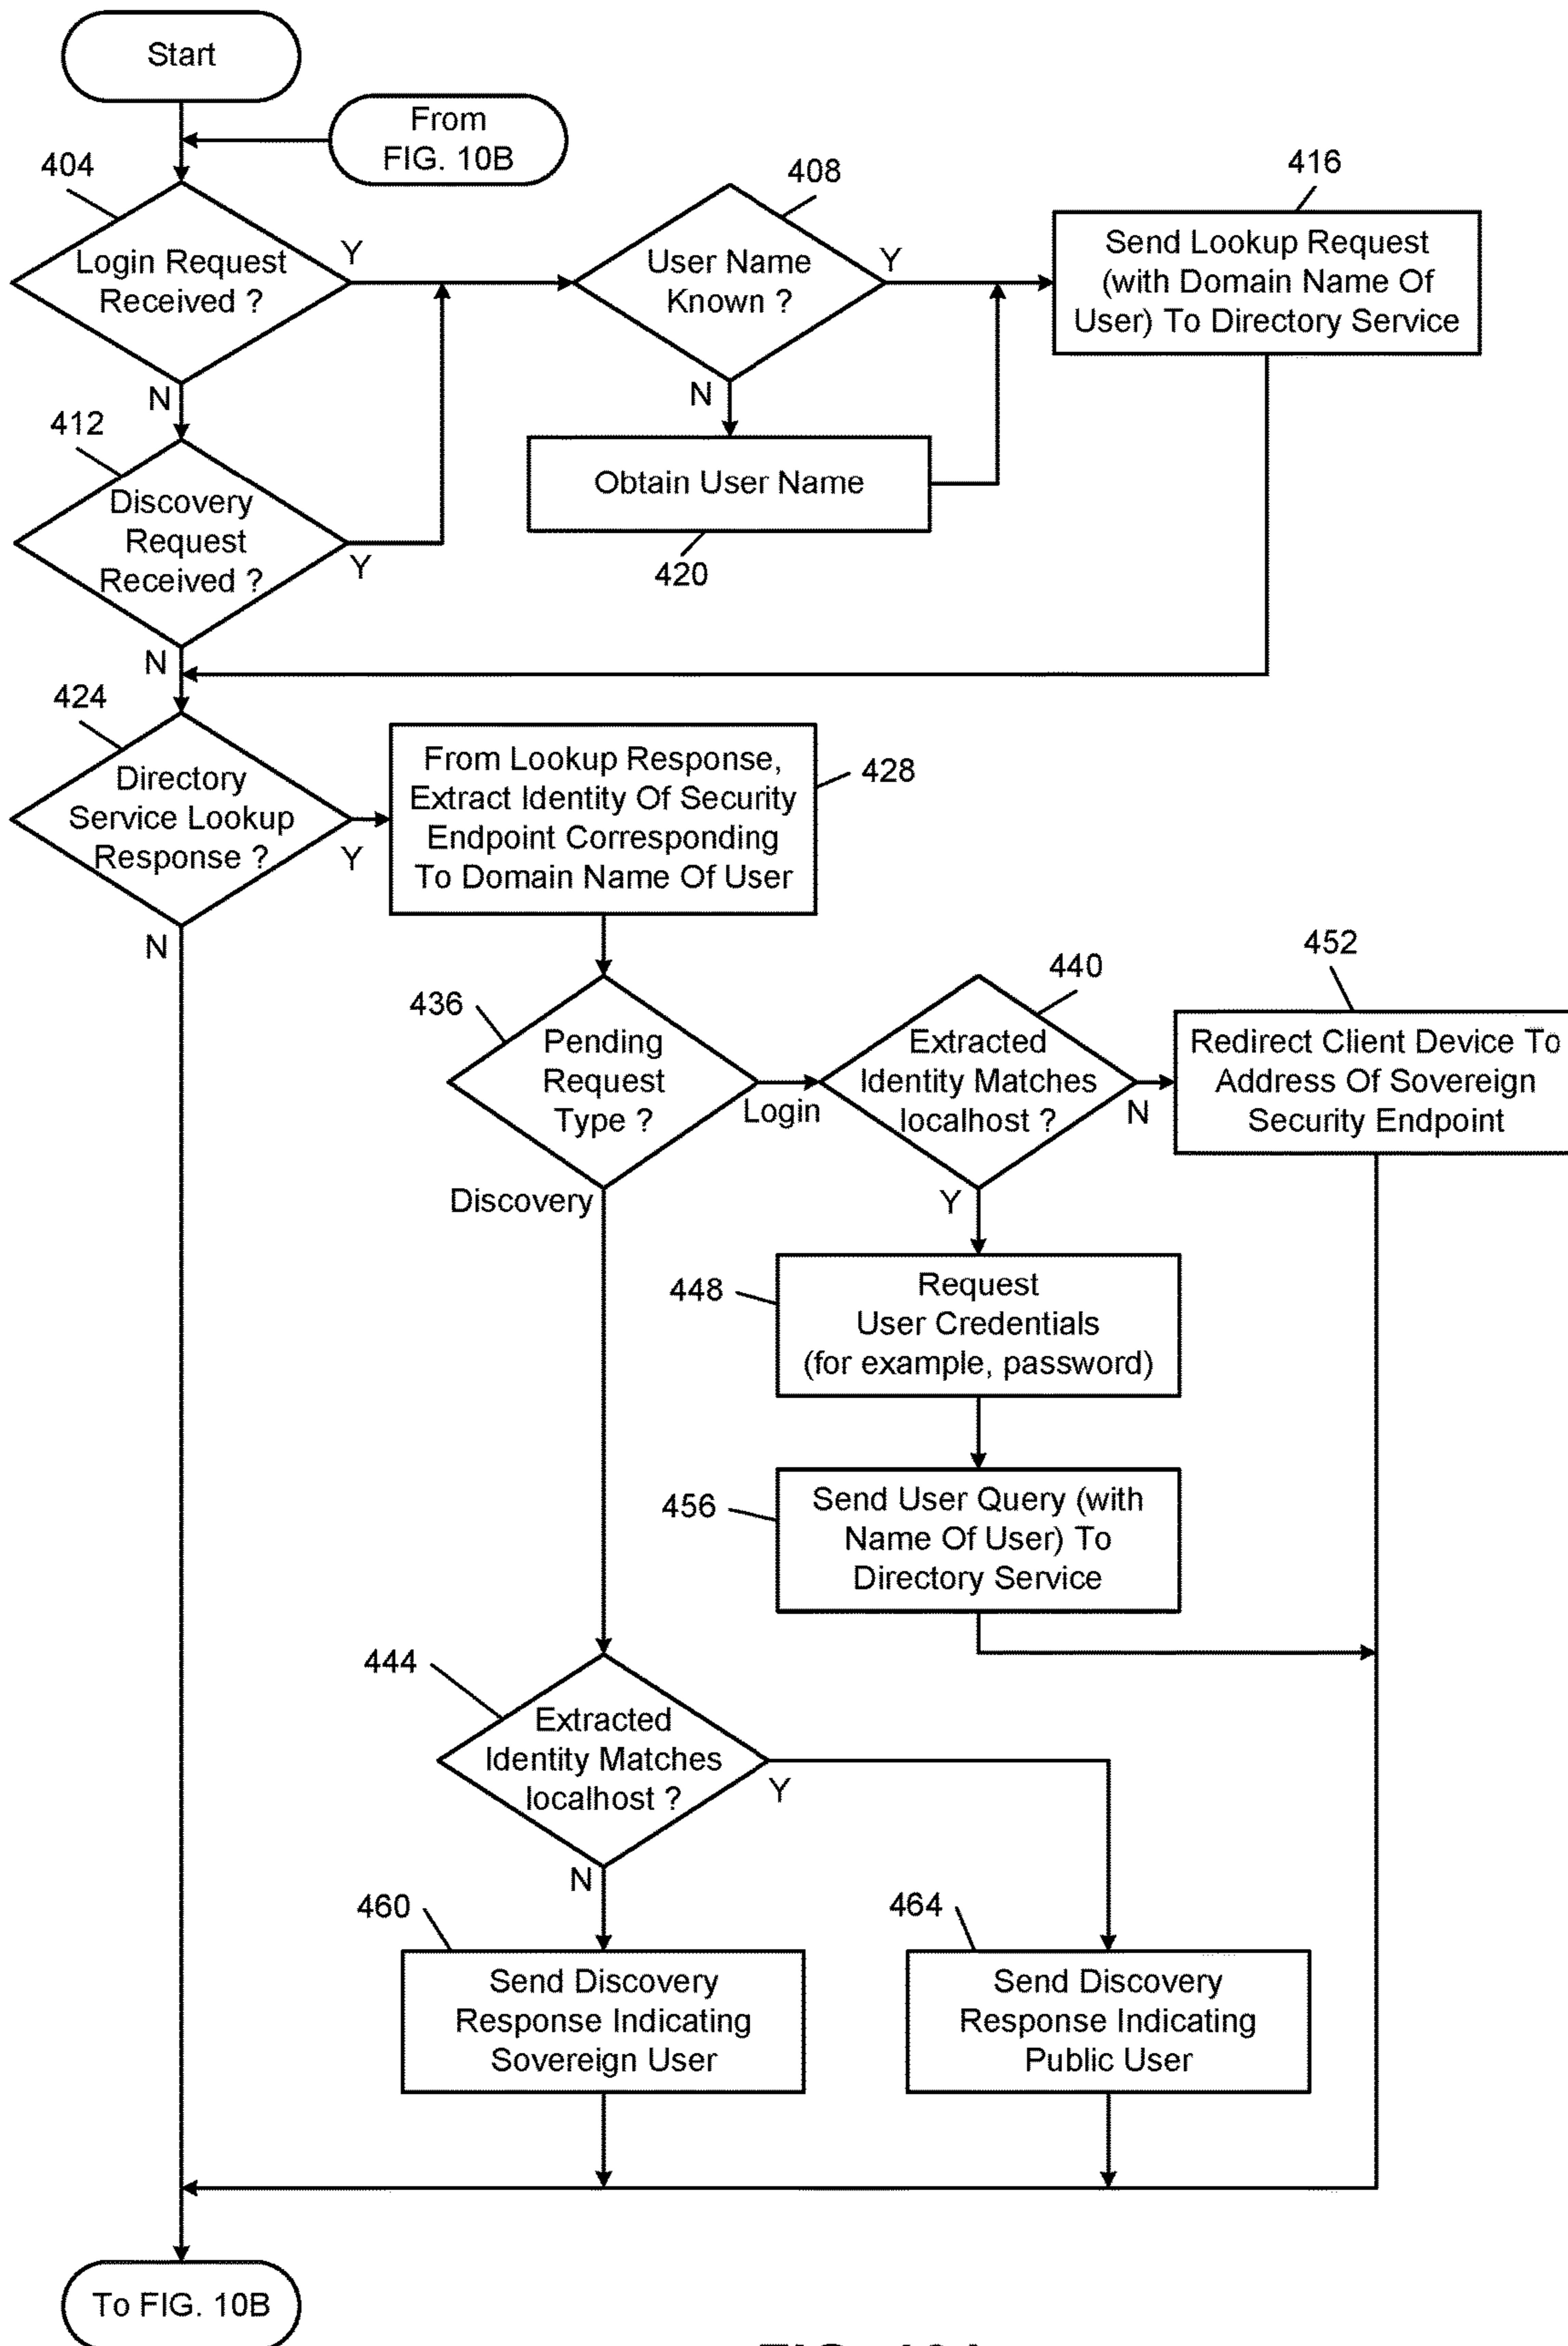 Start
From
FIG. 10B
404
Login Request
Received ?
Y
N
408
User Name
Known ?
Y
N
416
Send Lookup Request
(with Domain Name Of
User) To Directory Service
412
Discovery
Request
Received ?
Y
N
Obtain User Name
420
424
Directory
Service Lookup
Response ?
Y
N
From Lookup Response,
Extract Identity Of Security
Endpoint Corresponding
To Domain Name Of User
428
436
Pending
Request
Type ?
Login
Discovery
440
Extracted
Identity Matches
localhost ?
N
Y
452
Redirect Client Device To
Address Of Sovereign
Security Endpoint
448
Request
User Credentials
(for example, password)
456
Send User Query (with
Name Of User) To
Directory Service
444
Extracted
Identity Matches
localhost ?
Y
N
460
Send Discovery
Response Indicating
Sovereign User
464
Send Discovery
Response Indicating
Public User
To FIG. 10B